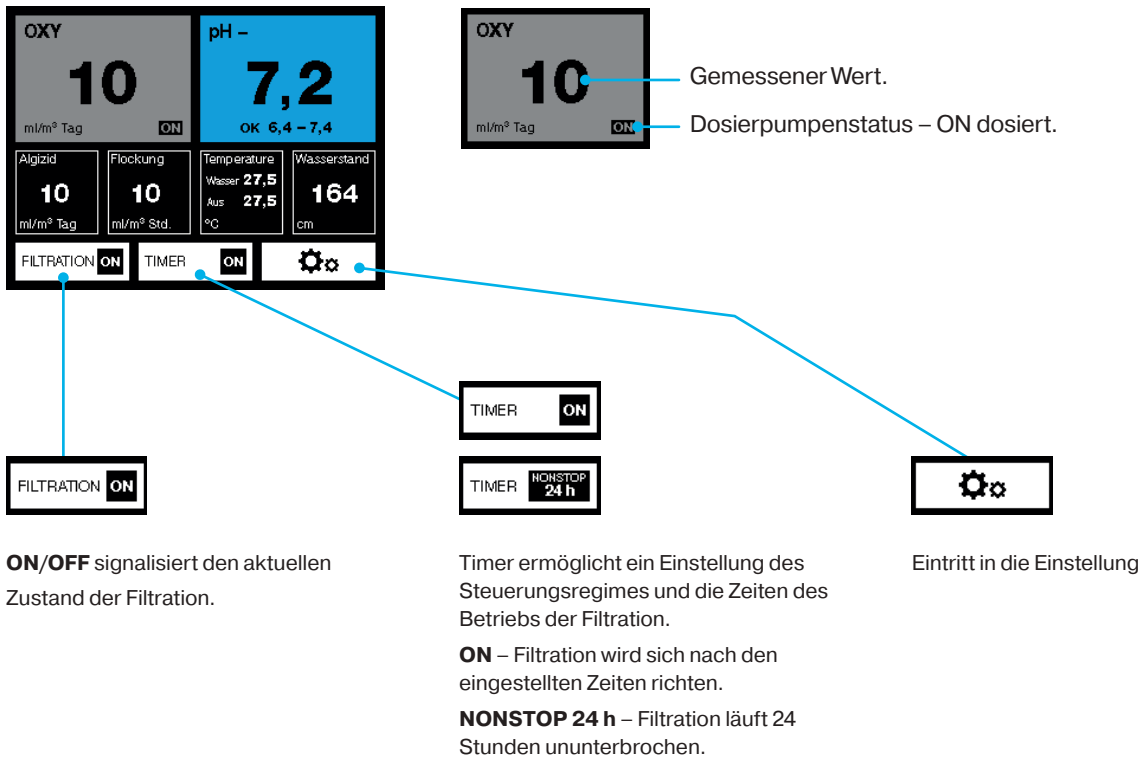 OXY
10
ml/m³ Tag ON
pH –
7,2
OK 6,4 – 7,4
Algizid
10
ml/m³ Tag
Flockung
10
ml/m³ Std.
Temperature
Wasser 27,5
Aus 27,5
°C
Wasserstand
164
cm
FILTRATION ON
TIMER ON
OXY
10
ml/m³ Tag ON
Gemessener Wert.
Dosierpumpenstatus – ON dosiert.
FILTRATION ON
ON/OFF signalisiert den aktuellen
Zustand der Filtration.
TIMER ON
TIMER NONSTOP
24 h
Timer ermöglicht ein Einstellung des
Steuerungsregimes und die Zeiten des
Betriebs der Filtration.
ON – Filtration wird sich nach den
eingestellten Zeiten richten.
NONSTOP 24 h – Filtration läuft 24
Stunden ununterbrochen.
Eintritt in die Einstellung